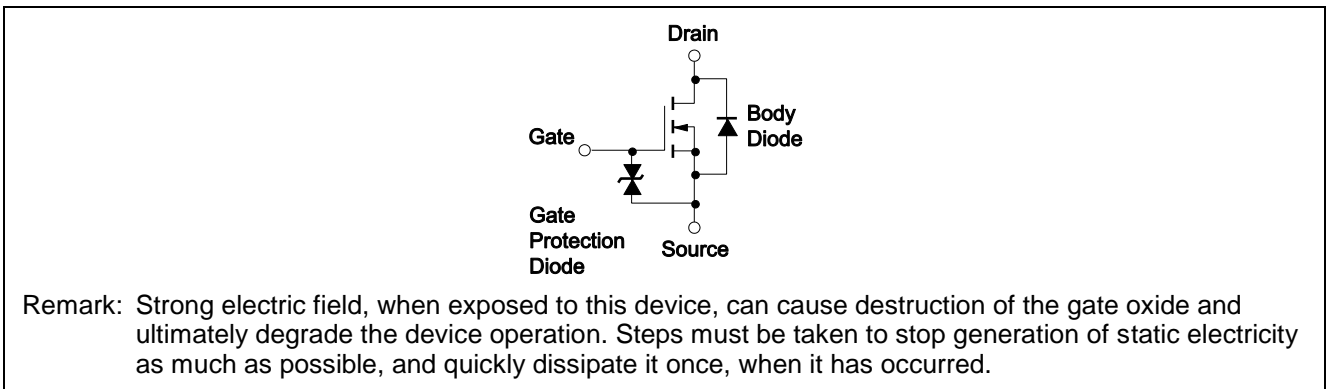 Drain
Body
Diode
Gate
Gate
Protection
Diode
Source
Remark: Strong electric field, when exposed to this device, can cause destruction of the gate oxide and
ultimately degrade the device operation. Steps must be taken to stop generation of static electricity
as much as possible, and quickly dissipate it once, when it has occurred.